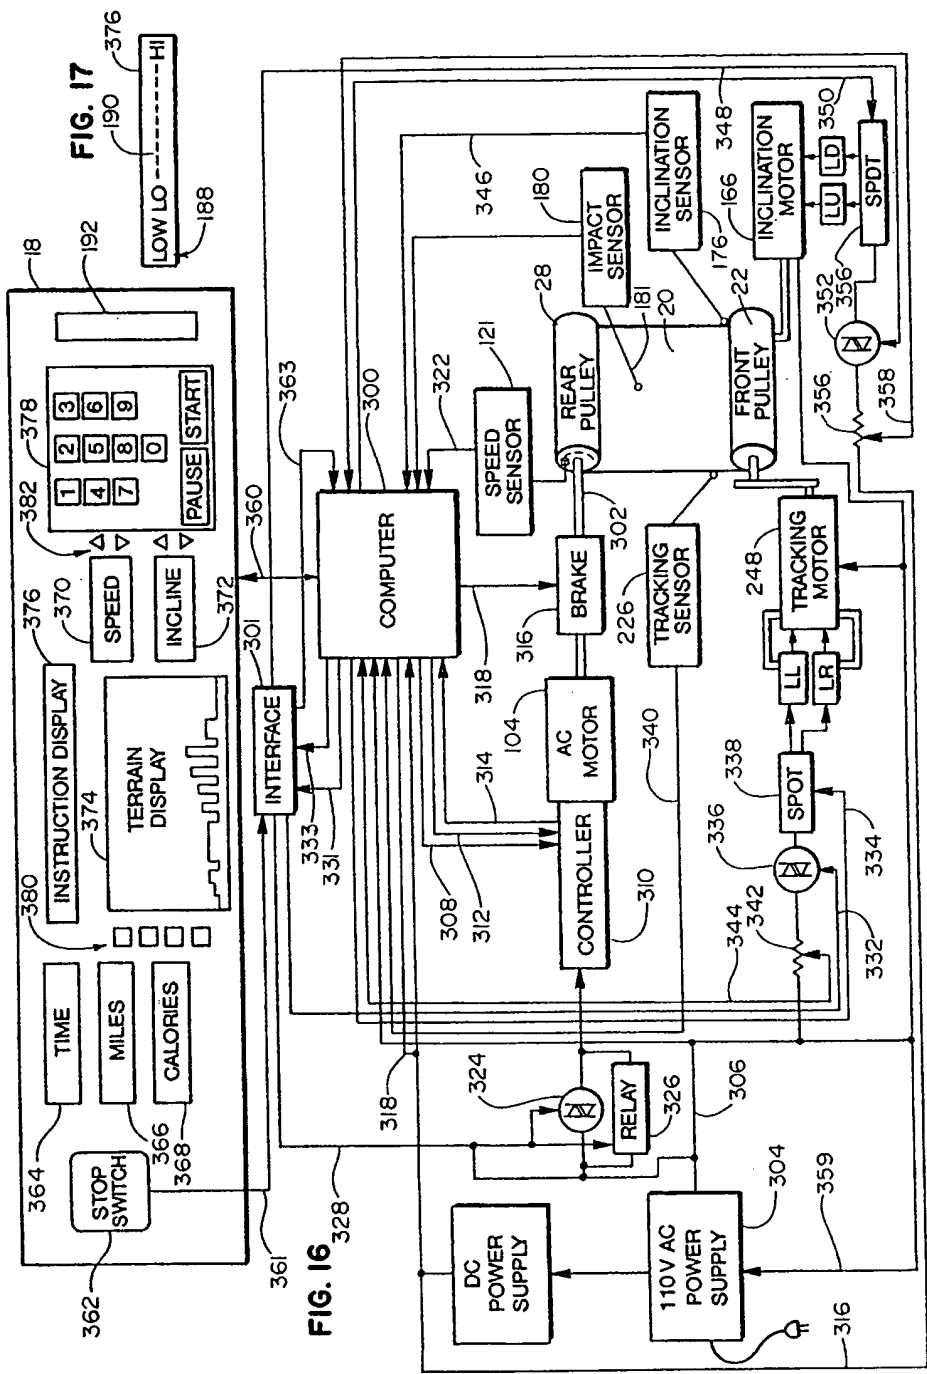 FIG. 17
376
190
LOW LO HI
188
18
192
378
1 2 3
4 5 6
7 8 9
0
PAUSE START
382
370
SPEED
INCLINE
372
376
INSTRUCTION DISPLAY
374
TERRAIN
DISPLAY
380
TIME
MILES
CALORIES
364
366
368
STOP
SWITCH
362
361
FIG. 16
328
318
301
INTERFACE
333
331
360
363
300
COMPUTER
322
121
SPEED
SENSOR
346
180
IMPACT
SENSOR
INCLINATION
SENSOR
176
348
350
166
INCLINATION
MOTOR
LU
LD
SPDT
356
352
356
358
28
REAR
PULLEY
181
20
22
FRONT
PULLEY
302
316
BRAKE
318
226
TRACKING
SENSOR
340
248
TRACKING
MOTOR
LL
LR
338
SPOT
336
334
342
344
332
104
AC
MOTOR
314
308
312
CONTROLLER
310
324
RELAY
326
306
304
110V AC
POWER
SUPPLY
359
DC
POWER
SUPPLY
316